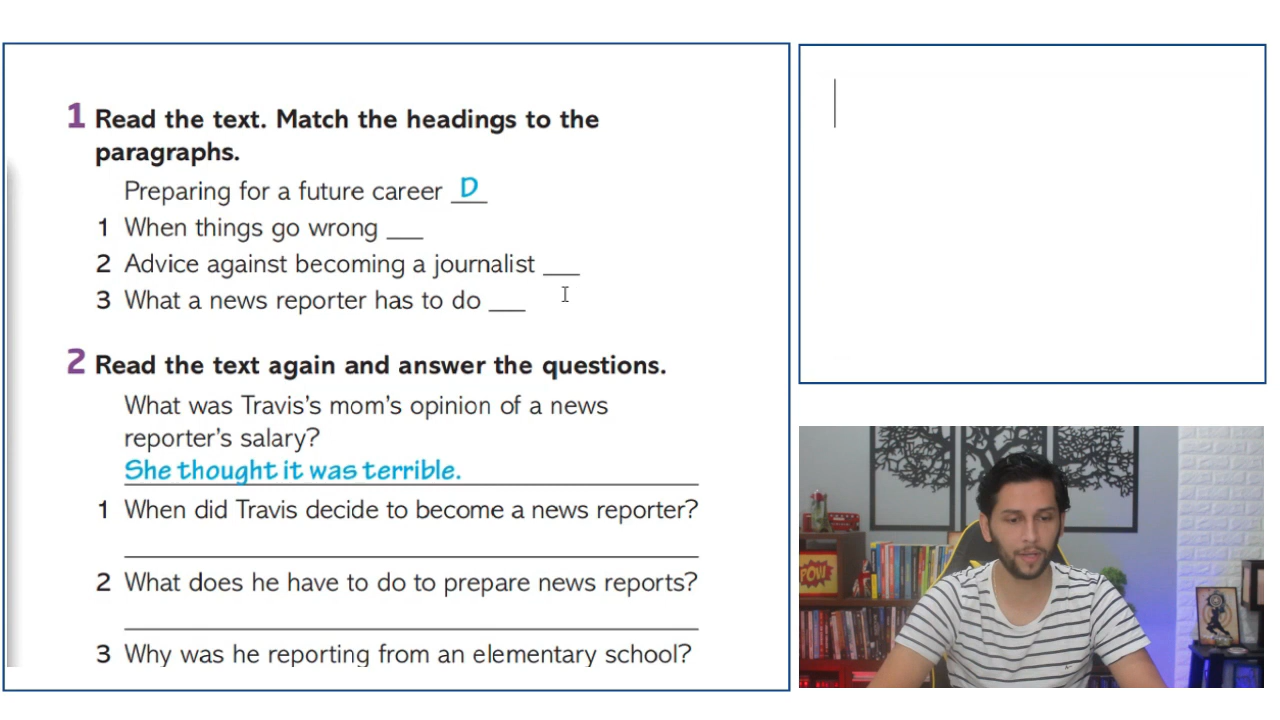 1 Read the text. Match the headings to the
paragraphs.
Preparing for a future career D
1 When things go wrong ___
2 Advice against becoming a journalist ___
3 What a news reporter has to do ___
2 Read the text again and answer the questions.
What was Travis's mom's opinion of a news
reporter's salary?
She thought it was terrible.
1 When did Travis decide to become a news reporter?
2 What does he have to do to prepare news reports?
3 Why was he reporting from an elementary school?
POW